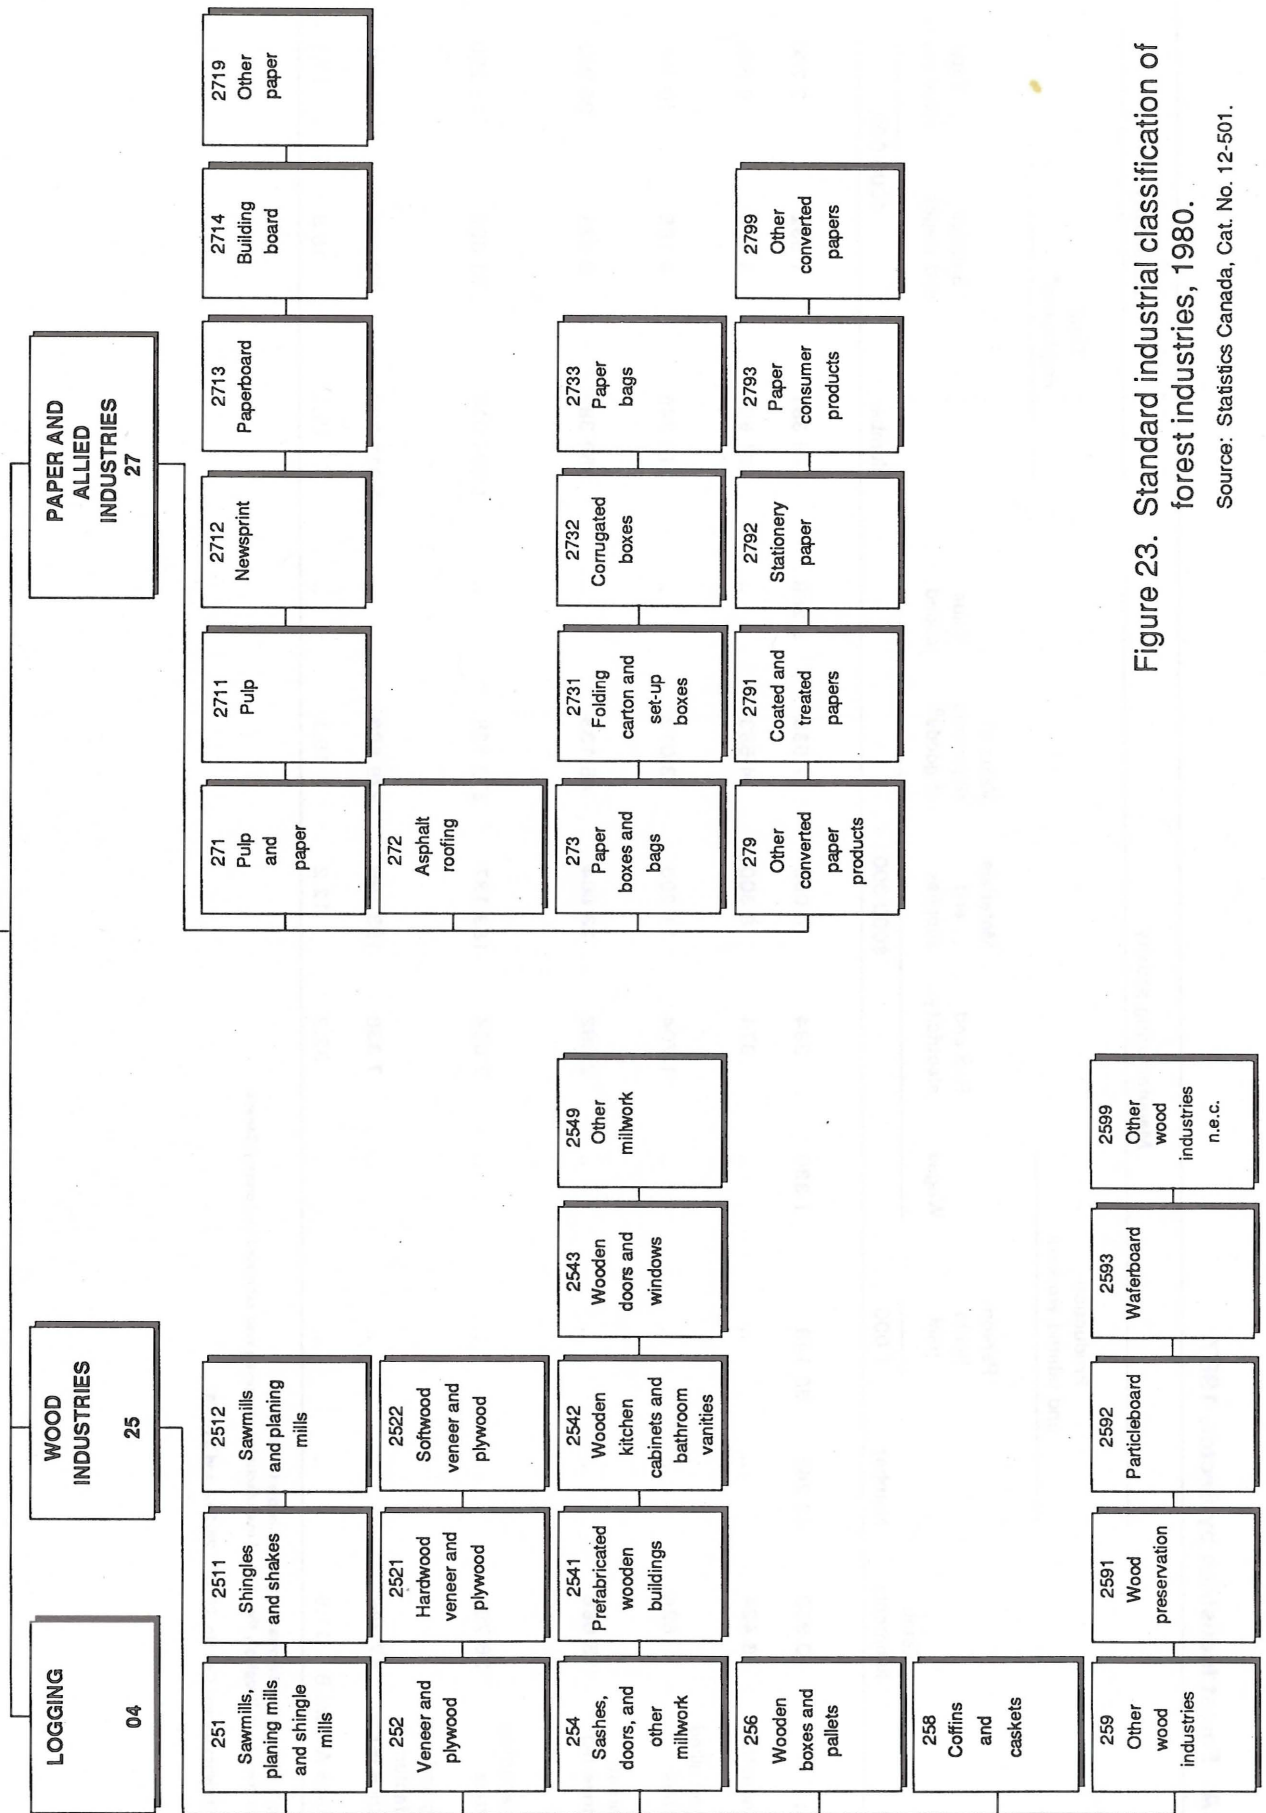 LOGGING
04
WOOD
INDUSTRIES
25
PAPER AND
ALLIED
INDUSTRIES
27
251
Sawmills,
planing mills
and shingle
mills
2511
Shingles
and shakes
2512
Sawmills
and planing
mills
252
Veneer and
plywood
2521
Hardwood
veneer and
plywood
2522
Softwood
veneer and
plywood
254
Sashes,
doors, and
other
millwork
2541
Prefabricated
wooden
buildings
2542
Wooden
kitchen
cabinets and
bathroom
vanities
2543
Wooden
doors and
windows
2549
Other
millwork
256
Wooden
boxes and
pallets
258
Coffins
and
caskets
259
Other
wood
industries
2591
Wood
preservation
2592
Particleboard
2593
Waferboard
2599
Other
wood
industries
n.e.c.
271
Pulp
and
paper
2711
Pulp
2712
Newsprint
2713
Paperboard
2714
Building
board
2719
Other
paper
272
Asphalt
roofing
273
Paper
boxes and
bags
2731
Folding
carton and
set-up
boxes
2732
Corrugated
boxes
2733
Paper
bags
279
Other
converted
paper
products
2791
Coated and
treated
papers
2792
Stationery
paper
2793
Paper
consumer
products
2799
Other
converted
papers
Figure 23. Standard industrial classification of
forest industries, 1980.
Source: Statistics Canada, Cat. No. 12-501.